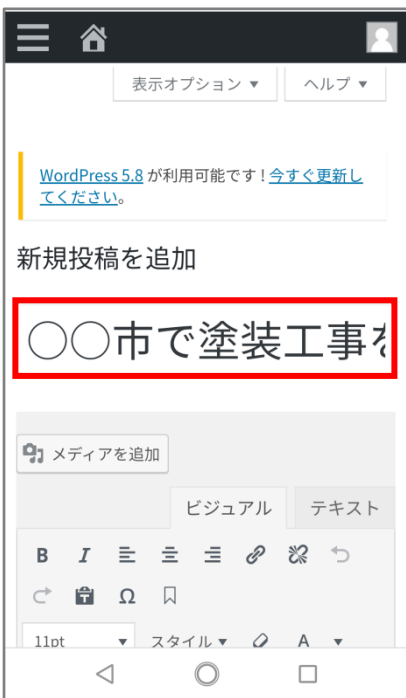 表示オプション ▼ ヘルプ ▼
WordPress 5.8 が利用可能です ! 今すぐ更新し
てください。
新規投稿を追加
○○市で塗装工事
メディアを追加
ビジュアル テキスト
B I Ω
11pt ▼ スタイル ▼ A ▼